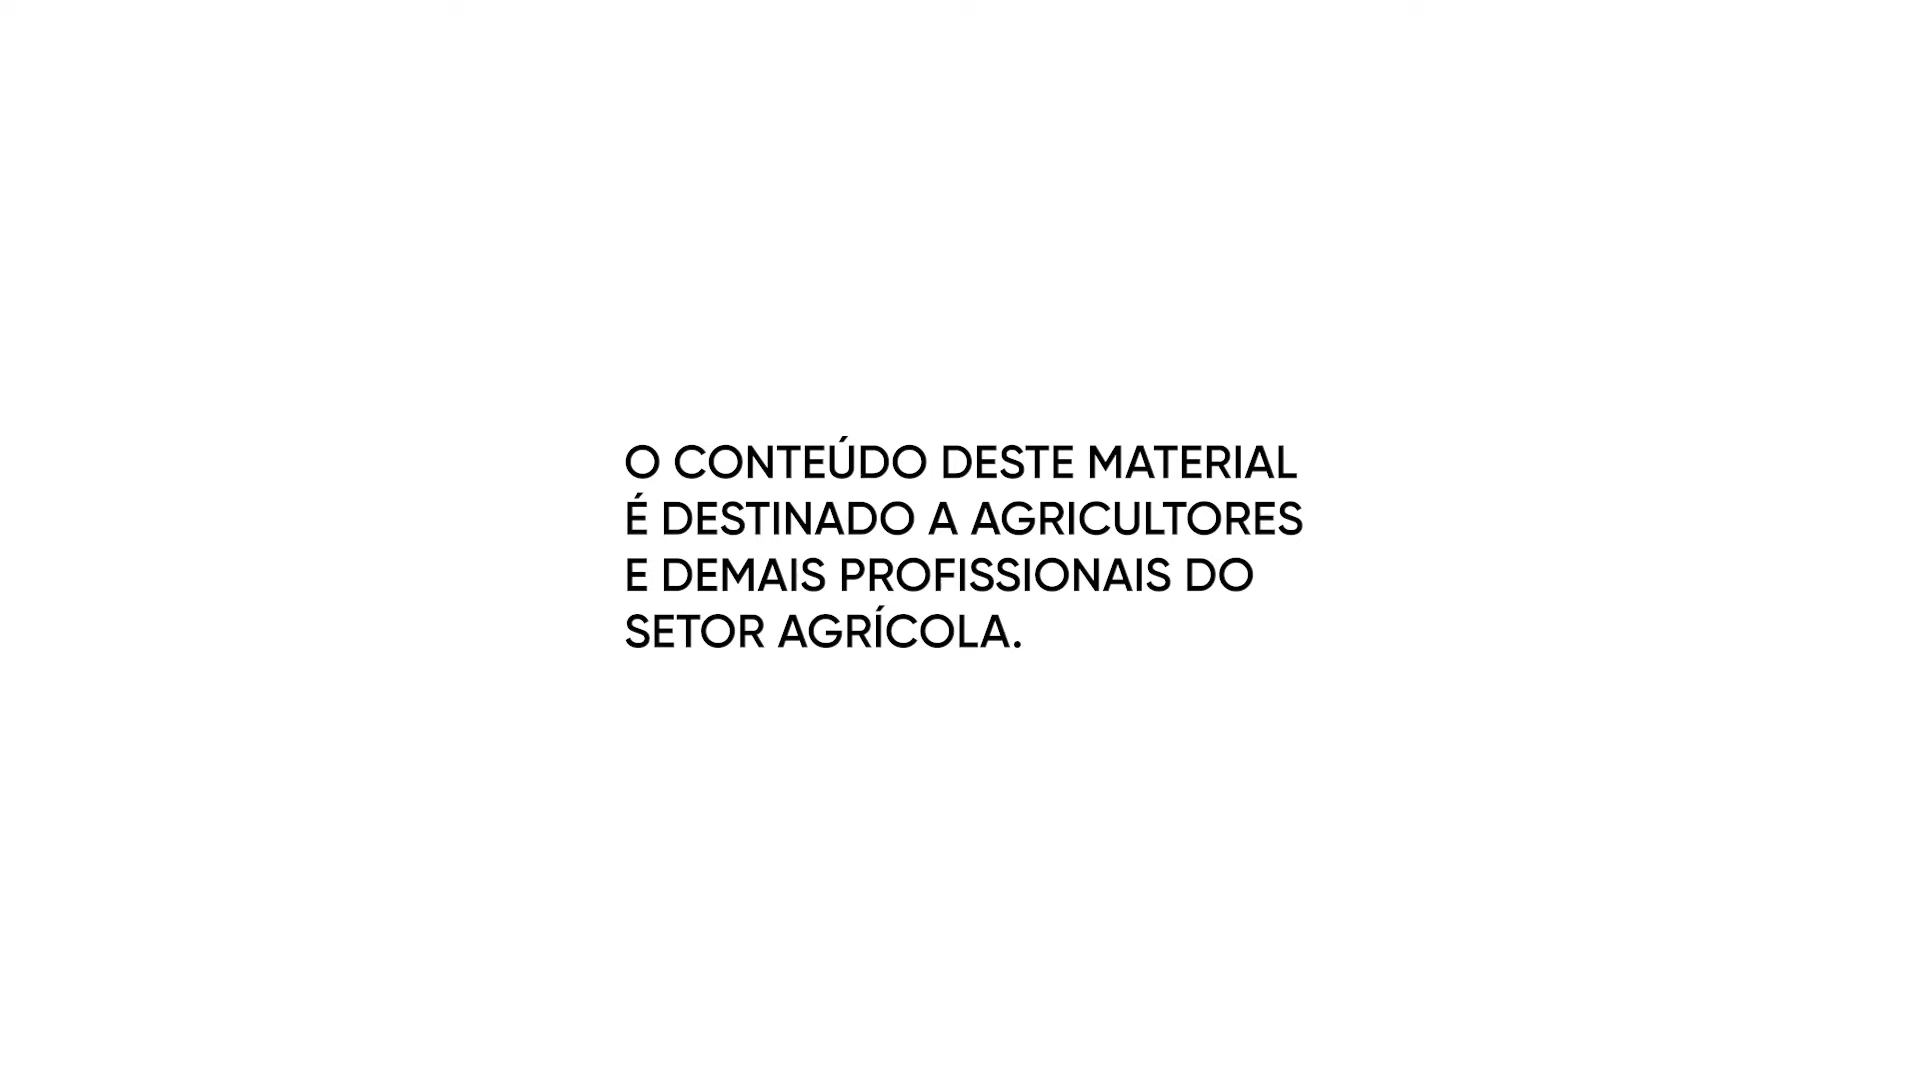 O CONTEÚDO DESTE MATERIAL
É DESTINADO A AGRICULTORES
E DEMAIS PROFISSIONAIS DO
SETOR AGRÍCOLA.